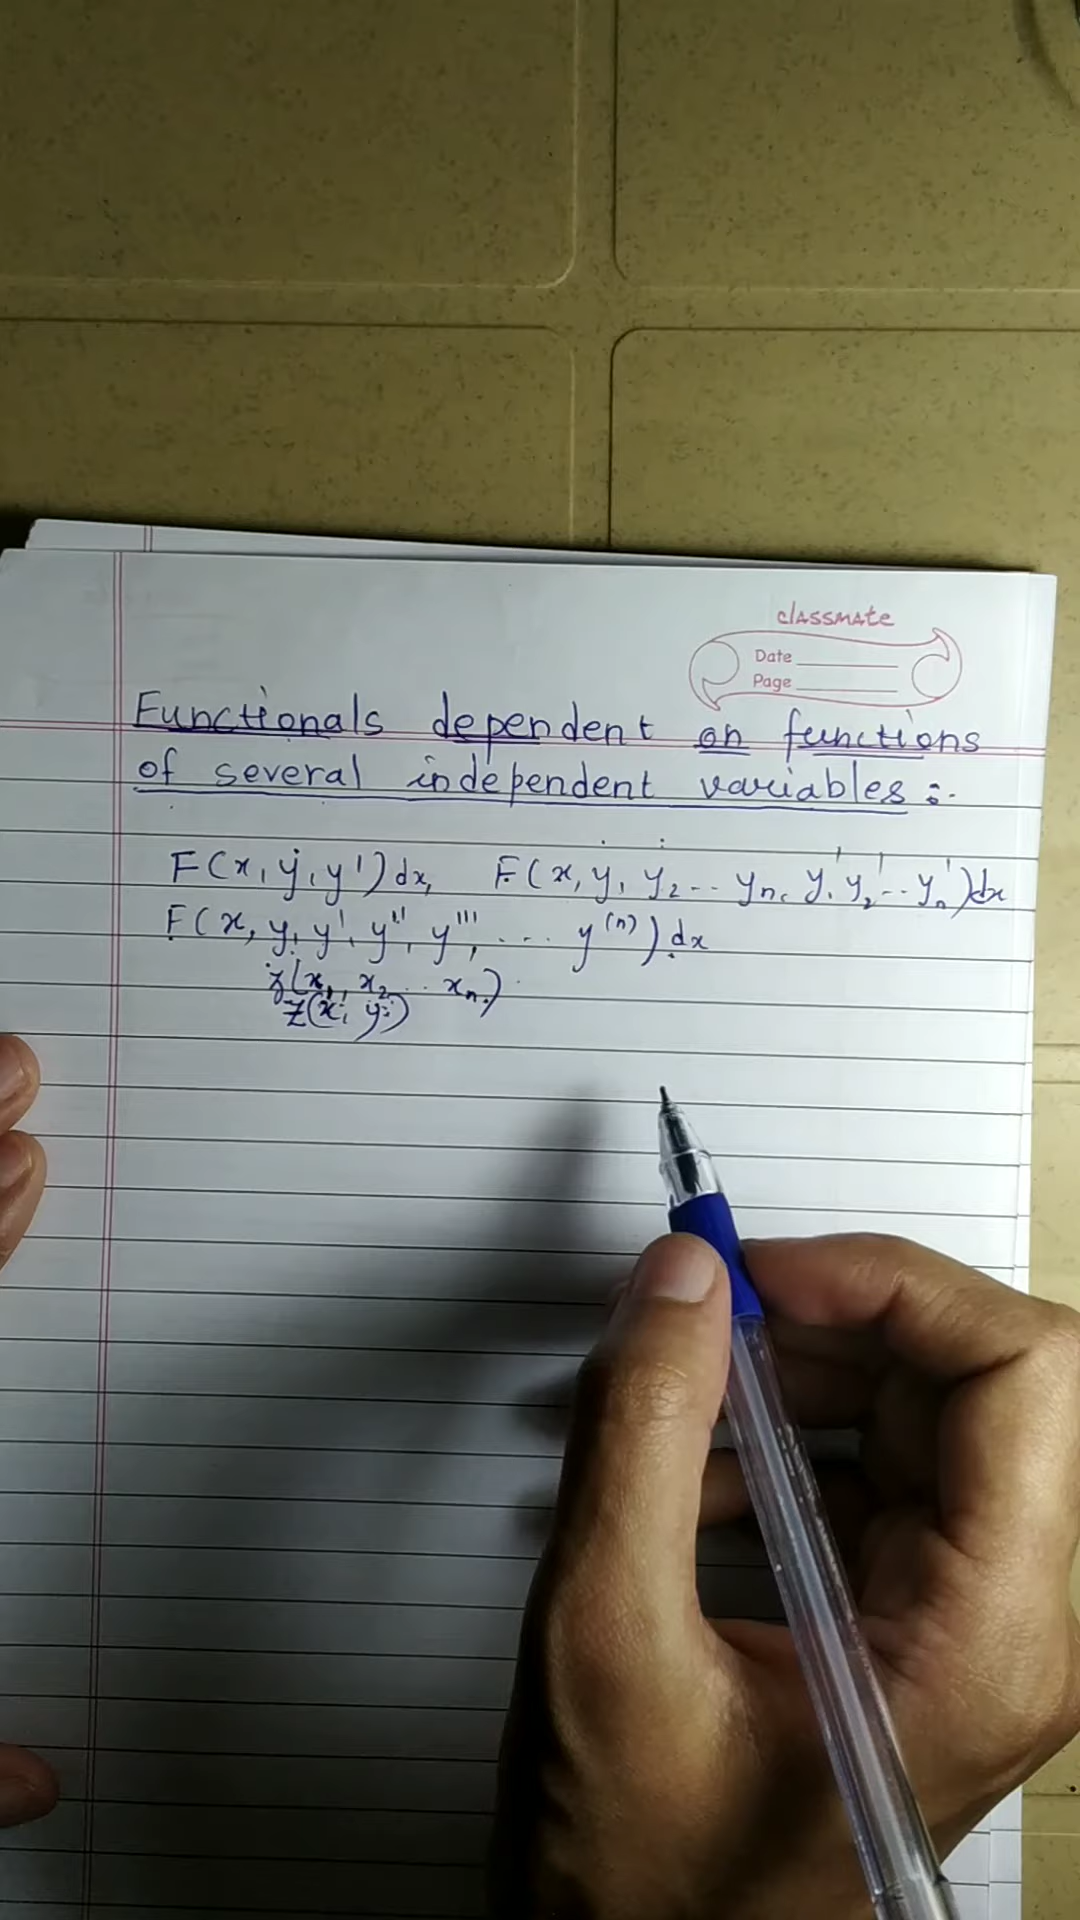 classmate
Date
Page
Functionals dependent on functions
of several independent variables :-
F(x, y, y')dx, F(x, y, y2 .. yn, y, y2' .. yn')dx
F(x, y, y', y'', y''', .... y(n))dx
z(x1, x2 .. xn)
z(x, y)